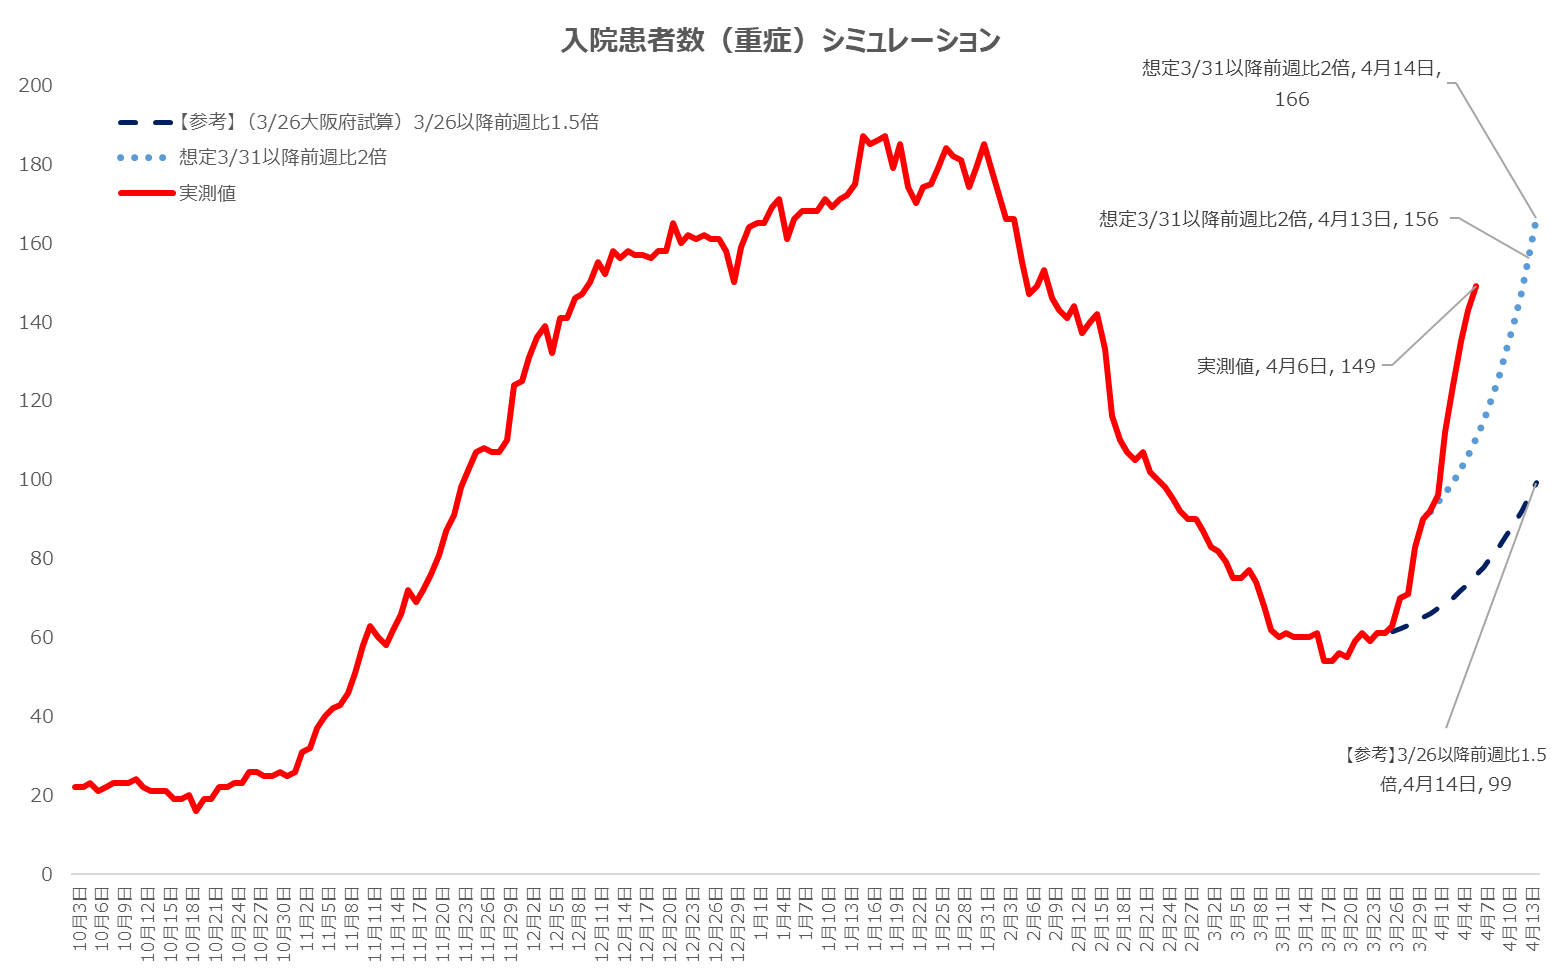 入院患者数（重症）シミュレーション
想定3/31以降前週比2倍, 4月14日,
166
【参考】（3/26大阪府試算）3/26以降前週比1.5倍
想定3/31以降前週比2倍
実測値
想定3/31以降前週比2倍, 4月13日, 156
実測値, 4月6日, 149
【参考】3/26以降前週比1.5
倍,4月14日, 99
200
180
160
140
120
100
80
60
40
20
0
10月3日
10月6日
10月9日
10月12日
10月15日
10月18日
10月21日
10月24日
10月27日
10月30日
11月2日
11月5日
11月8日
11月11日
11月14日
11月17日
11月20日
11月23日
11月26日
11月29日
12月2日
12月5日
12月8日
12月11日
12月14日
12月17日
12月20日
12月23日
12月26日
12月29日
1月1日
1月4日
1月7日
1月10日
1月13日
1月16日
1月19日
1月22日
1月25日
1月28日
1月31日
2月3日
2月6日
2月9日
2月12日
2月15日
2月18日
2月21日
2月24日
2月27日
3月2日
3月5日
3月8日
3月11日
3月14日
3月17日
3月20日
3月23日
3月26日
3月29日
4月1日
4月4日
4月7日
4月10日
4月13日